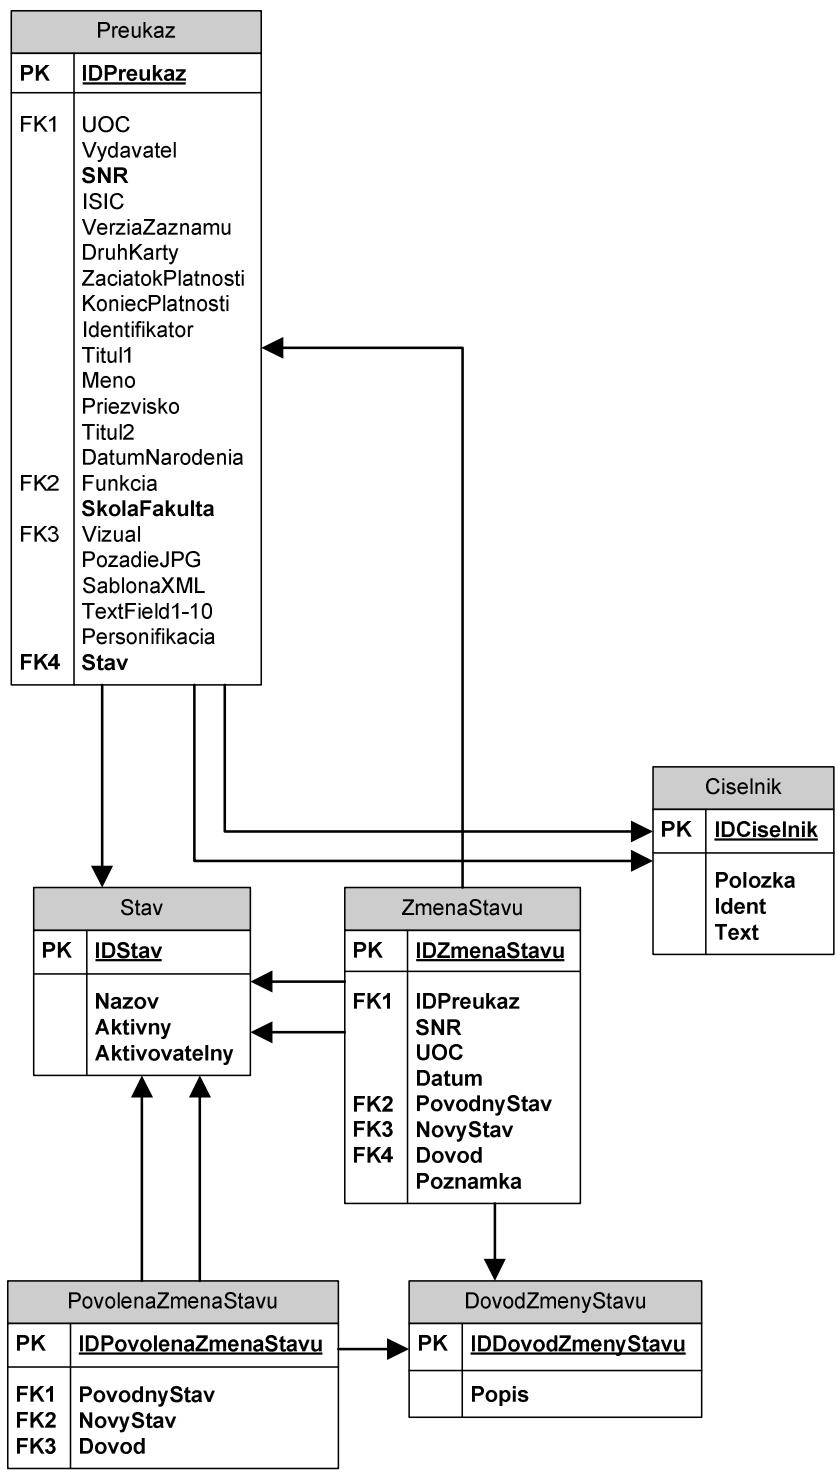 Preukaz
PK IDPreukaz
FK1 UOC
Vydavatel
SNR
ISIC
VerziaZaznamu
DruhKarty
ZaciatokPlatnosti
KoniecPlatnosti
Identifikator
Titul1
Meno
Priezvisko
Titul2
DatumNarodenia
FK2 Funkcia
SkolaFakulta
FK3 Vizual
PozadieJPG
SablonaXML
TextField1-10
Personifikacia
FK4 Stav
Ciselnik
PK IDCiselnik
Polozka
Ident
Text
Stav
PK IDStav
Nazov
Aktivny
Aktivovatelny
ZmenaStavu
PK IDZmenaStavu
FK1 IDPreukaz
SNR
UOC
Datum
FK2 PovodnyStav
FK3 NovyStav
FK4 Dovod
Poznamka
PovolenaZmenaStavu
PK IDPovolenaZmenaStavu
FK1 PovodnyStav
FK2 NovyStav
FK3 Dovod
DovodZmenyStavu
PK IDDovodZmenyStavu
Popis